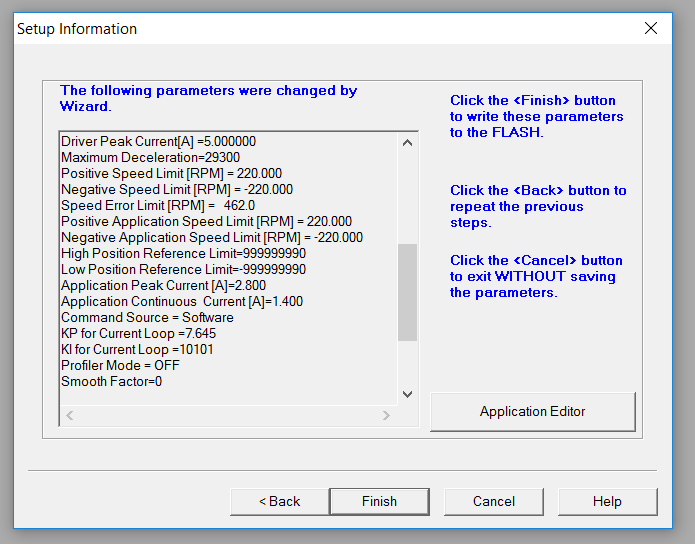 Setup Information
The following parameters were changed by
Wizard.
Driver Peak Current[A] =5.000000
Maximum Deceleration=29300
Positive Speed Limit [RPM] = 220.000
Negative Speed Limit [RPM] = -220.000
Speed Error Limit [RPM] =   462.0
Positive Application Speed Limit [RPM] = 220.000
Negative Application Speed Limit [RPM] = -220.000
High Position Reference Limit=999999990
Low Position Reference Limit=-999999990
Application Peak Current [A]=2.800
Application Continuous  Current [A]=1.400
Command Source = Software
KP for Current Loop =7.645
KI for Current Loop =10101
Profiler Mode = OFF
Smooth Factor=0
Click the <Finish> button
to write these parameters
to the FLASH.
Click the <Back> button to
repeat the previous
steps.
Click the <Cancel> button
to exit WITHOUT saving
the parameters.
Application Editor
< Back
Finish
Cancel
Help